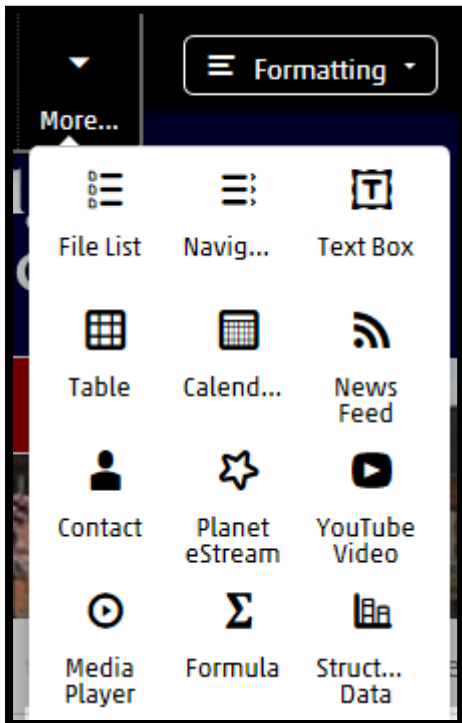 Formatting
More...
File List Navig... Text Box
Table Calend... News
Feed
Contact Planet YouTube
eStream Video
Media Formula Struct...
Player Data